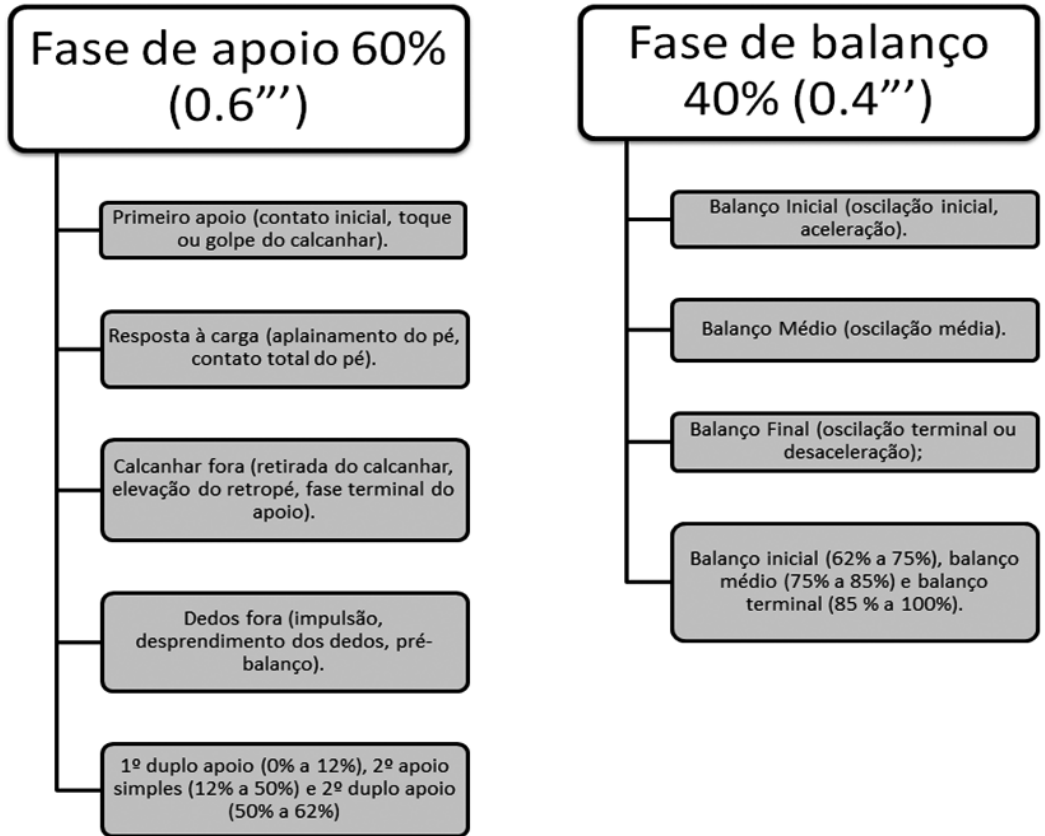 Fase de apoio 60%
(0.6”’)
Primeiro apoio (contato inicial, toque
ou golpe do calcanhar).
Resposta à carga (aplainamento do pé,
contato total do pé).
Calcanhar fora (retirada do calcanhar,
elevação do retropé, fase terminal do
apoio).
Dedos fora (impulsão,
desprendimento dos dedos, pré-
balanço).
1º duplo apoio (0% a 12%), 2º apoio
simples (12% a 50%) e 2º duplo apoio
(50% a 62%)
Fase de balanço
40% (0.4”’)
Balanço Inicial (oscilação inicial,
aceleração).
Balanço Médio (oscilação média).
Balanço Final (oscilação terminal ou
desaceleração);
Balanço inicial (62% a 75%), balanço
médio (75% a 85%) e balanço
terminal (85 % a 100%).